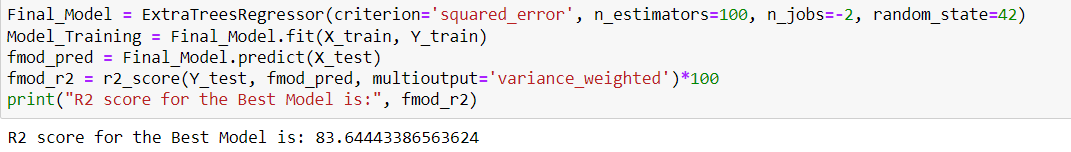 Final_Model = ExtraTreesRegressor(criterion='squared_error', n_estimators=100, n_jobs=-2, random_state=42)
Model_Training = Final_Model.fit(X_train, Y_train)
fmod_pred = Final_Model.predict(X_test)
fmod_r2 = r2_score(Y_test, fmod_pred, multioutput='variance_weighted')*100
print("R2 score for the Best Model is:", fmod_r2)
R2 score for the Best Model is: 83.64443386563624